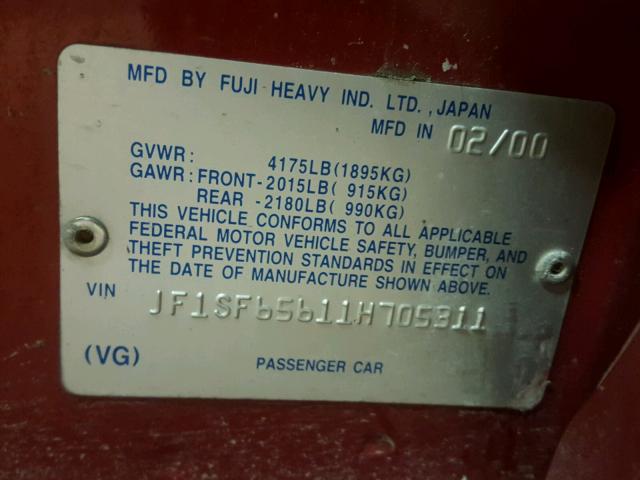 MFD BY FUJI HEAVY IND. LTD., JAPAN
MFD IN 02/00
GVWR: 4175LB(1895KG)
GAWR: FRONT-2015LB( 915KG)
REAR -2180LB( 990KG)
THIS VEHICLE CONFORMS TO ALL APPLICABLE
FEDERAL MOTOR VEHICLE SAFETY, BUMPER, AND
THEFT PREVENTION STANDARDS IN EFFECT ON
THE DATE OF MANUFACTURE SHOWN ABOVE.
VIN JF1SF65611H705311
(VG) PASSENGER CAR